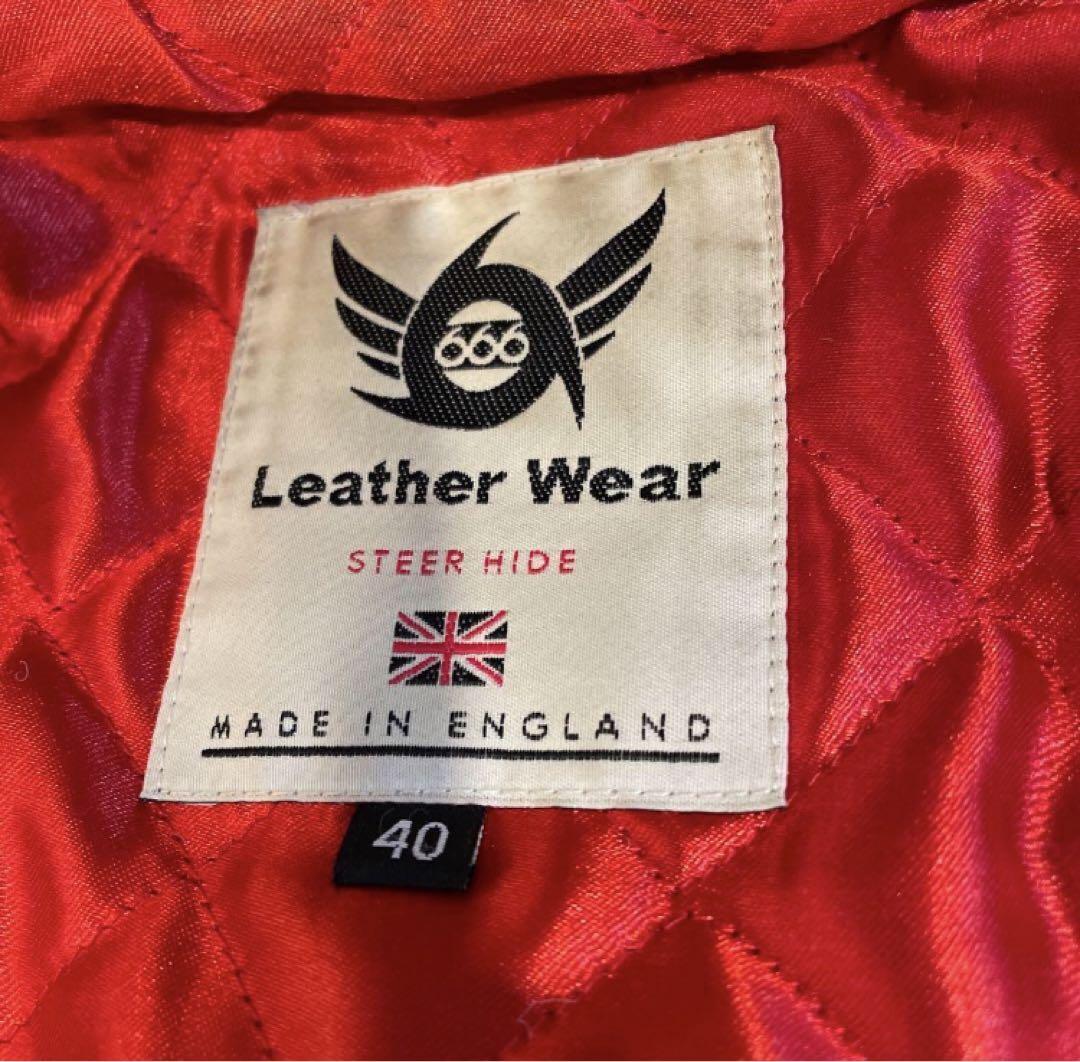 666
Leather Wear
STEER HIDE
MADE IN ENGLAND
40